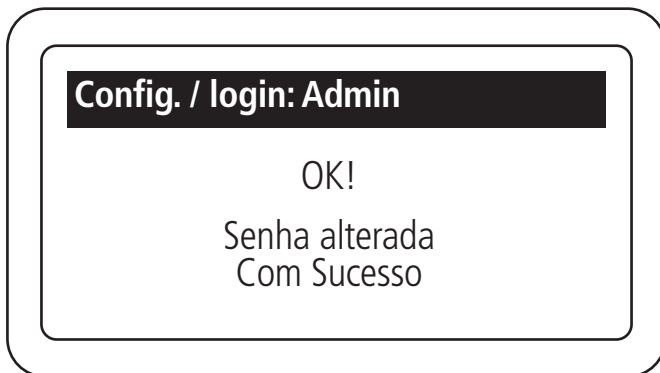 Config. / login: Admin
OK!
Senha alterada
Com Sucesso